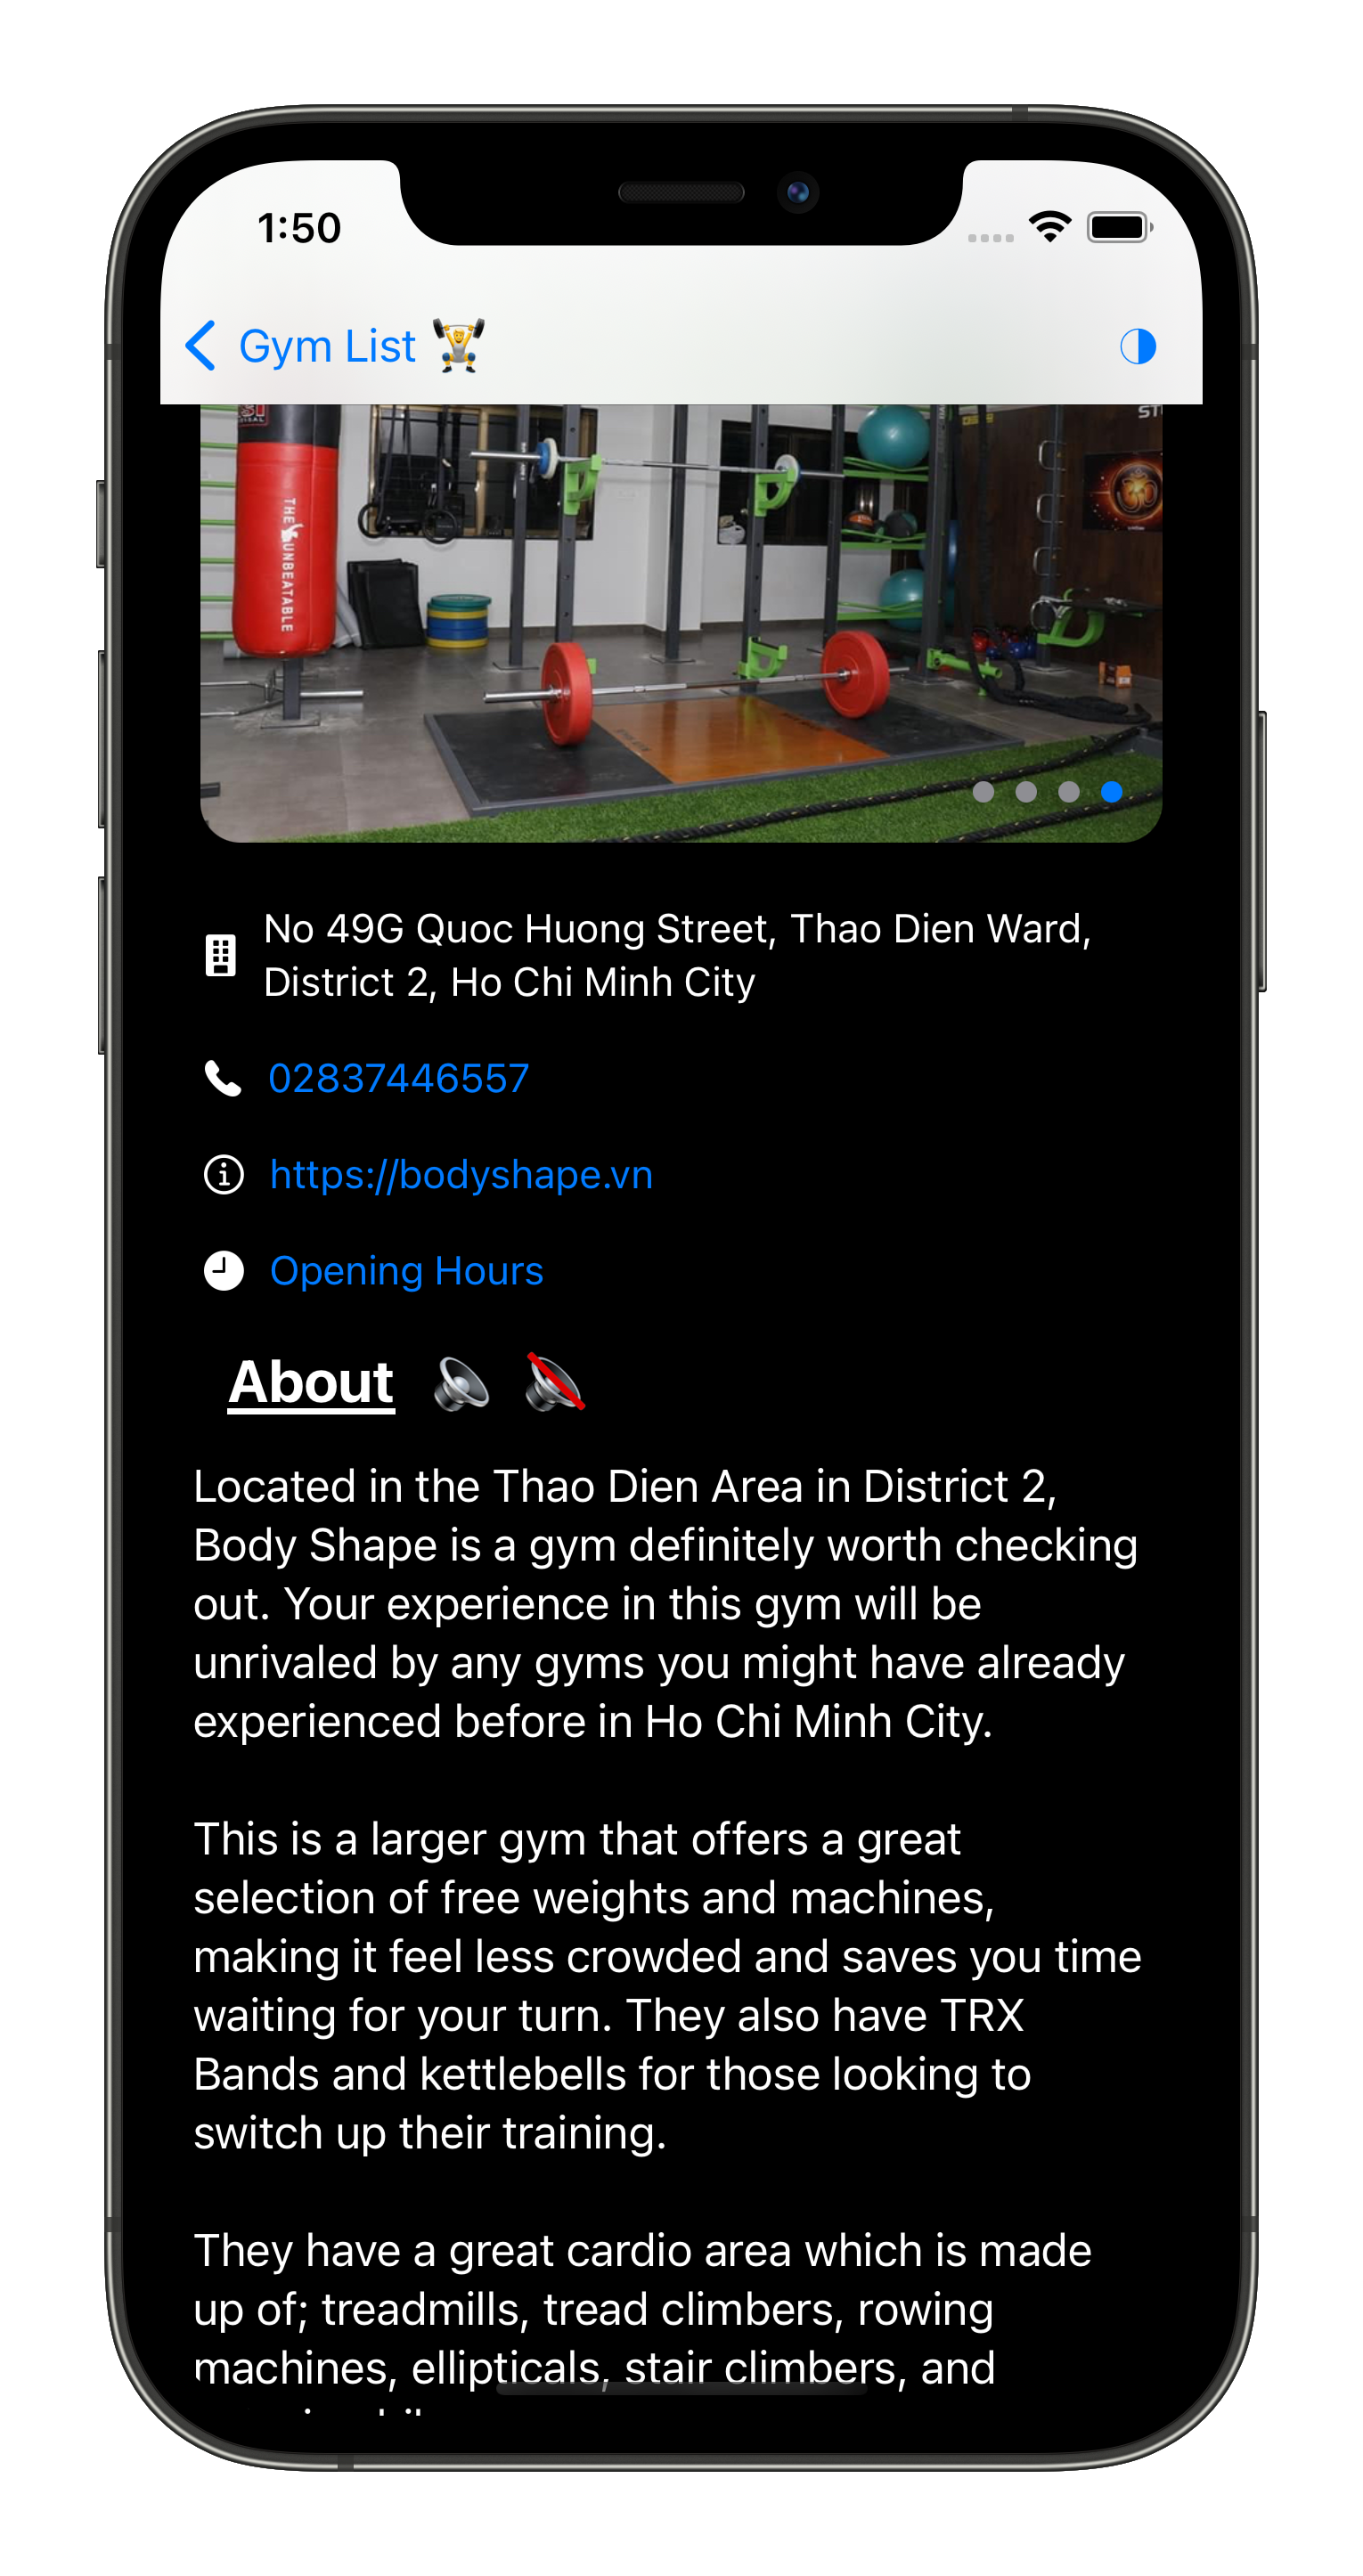 1:50
Gym List
THE UNBEATABLE
No 49G Quoc Huong Street, Thao Dien Ward,
District 2, Ho Chi Minh City
02837446557
https://bodyshape.vn
Opening Hours
About
Located in the Thao Dien Area in District 2,
Body Shape is a gym definitely worth checking
out. Your experience in this gym will be
unrivaled by any gyms you might have already
experienced before in Ho Chi Minh City.
This is a larger gym that offers a great
selection of free weights and machines,
making it feel less crowded and saves you time
waiting for your turn. They also have TRX
Bands and kettlebells for those looking to
switch up their training.
They have a great cardio area which is made
up of; treadmills, tread climbers, rowing
machines, ellipticals, stair climbers, and